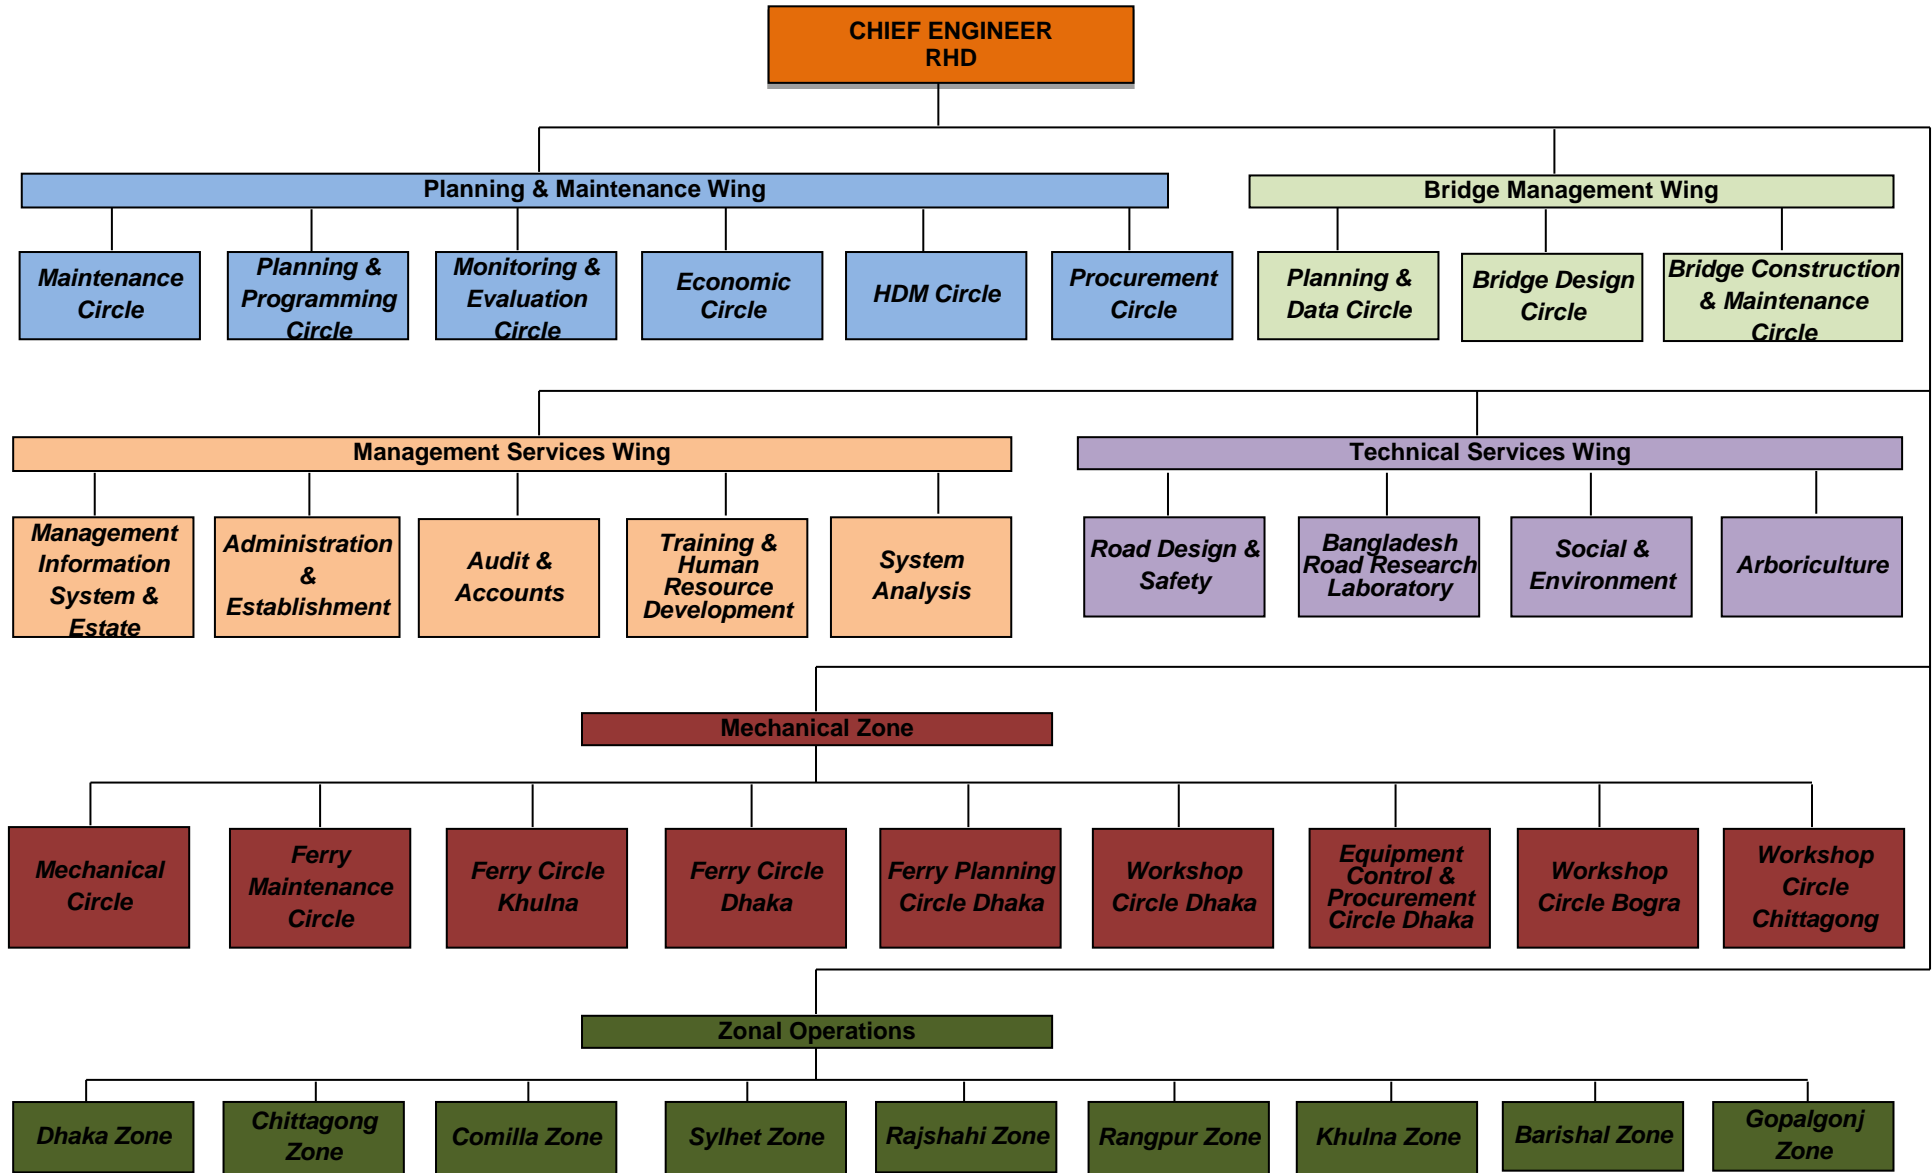 CHIEF ENGINEER
RHD
Planning & Maintenance Wing
Bridge Management Wing
Maintenance
Circle
Planning &
Programming
Circle
Monitoring &
Evaluation
Circle
Economic
Circle
HDM Circle
Procurement
Circle
Planning &
Data Circle
Bridge Design
Circle
Bridge Construction
& Maintenance
Circle
Management Services Wing
Technical Services Wing
Management
Information
System &
Estate
Administration
&
Establishment
Audit &
Accounts
Training &
Human
Resource
Development
System
Analysis
Road Design &
Safety
Bangladesh
Road Research
Laboratory
Social &
Environment
Arboriculture
Mechanical Zone
Mechanical
Circle
Ferry
Maintenance
Circle
Ferry Circle
Khulna
Ferry Circle
Dhaka
Ferry Planning
Circle Dhaka
Workshop
Circle Dhaka
Equipment
Control &
Procurement
Circle Dhaka
Workshop
Circle Bogra
Workshop
Circle
Chittagong
Zonal Operations
Dhaka Zone
Chittagong
Zone
Comilla Zone
Sylhet Zone
Rajshahi Zone
Rangpur Zone
Khulna Zone
Barishal Zone
Gopalgonj
Zone